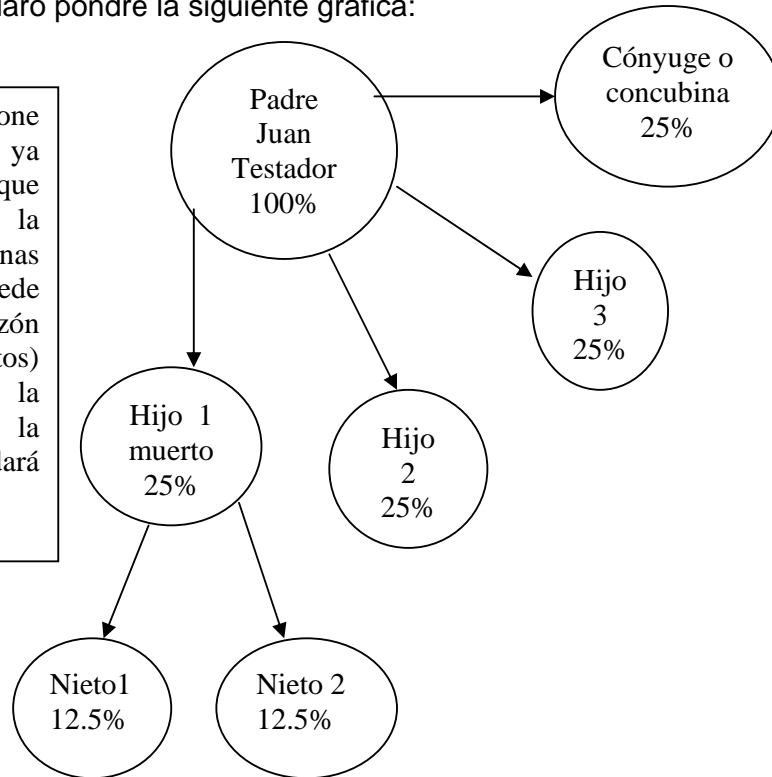 laro pondré la siguiente gráfica:
one
ya
que
la
nas
ede
zón
tos)
la
la
dará
Padre
Juan
Testador
100%
Cónyuge o
concubina
25%
Hijo
3
25%
Hijo 1
muerto
25%
Hijo
2
25%
Nieto1
12.5%
Nieto 2
12.5%